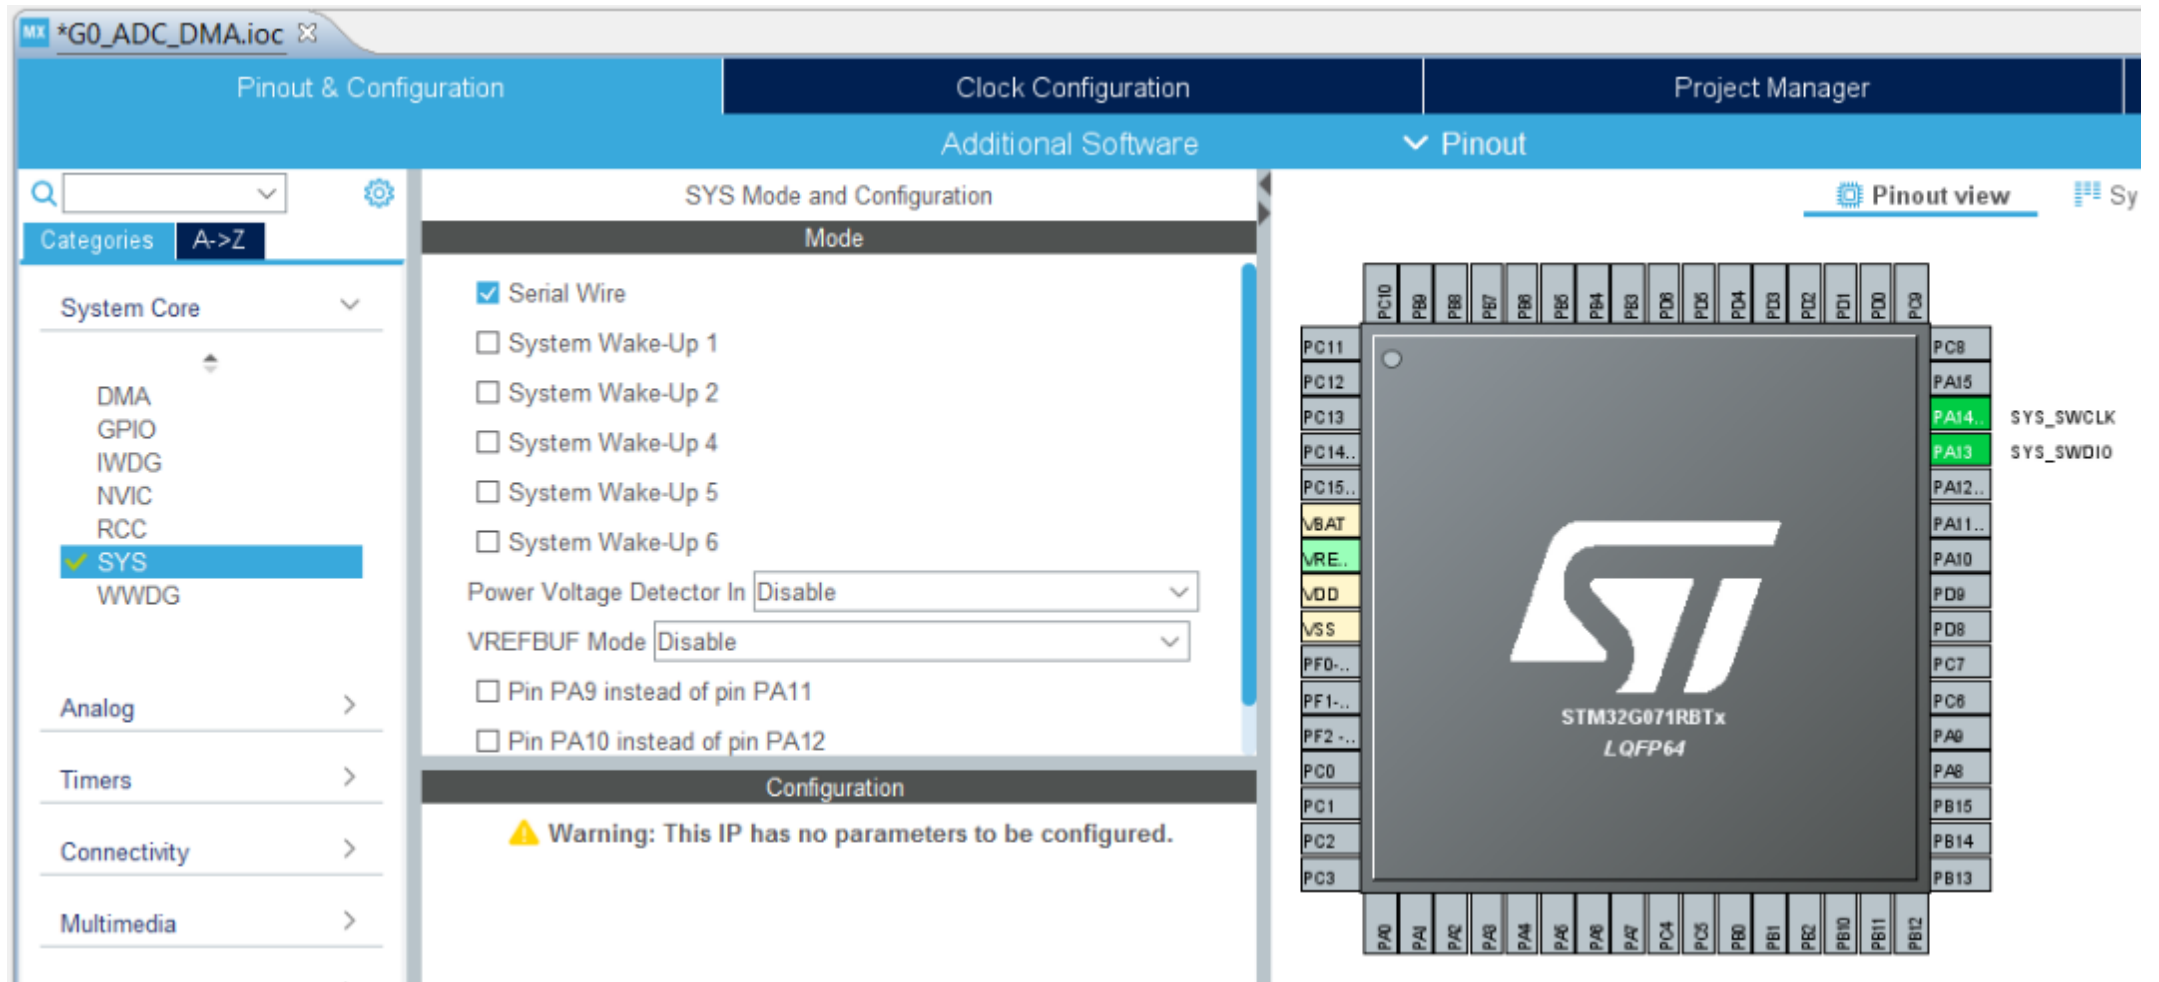 MX *G0_ADC_DMA.ioc
Pinout & Configuration
Clock Configuration
Project Manager
Additional Software
Pinout
Categories
A->Z
System Core
DMA
GPIO
IWDG
NVIC
RCC
SYS
WWDG
Analog
Timers
Connectivity
Multimedia
SYS Mode and Configuration
Mode
Serial Wire
System Wake-Up 1
System Wake-Up 2
System Wake-Up 4
System Wake-Up 5
System Wake-Up 6
Power Voltage Detector In Disable
VREFBUF Mode Disable
Pin PA9 instead of pin PA11
Pin PA10 instead of pin PA12
Configuration
Warning: This IP has no parameters to be configured.
Pinout view
Sy
PC10
PB9
PB8
PB7
PB6
PB5
PB4
PB3
PD6
PD5
PD4
PD3
PD2
PD1
PD0
PC9
PC11
PC12
PC13
PC14..
PC15..
VBAT
VRE..
VDD
VSS
PF0-..
PF1-..
PF2 -..
PC0
PC1
PC2
PC3
ST
STM32G071RBTx
LQFP64
PC8
PA15
PA14.. SYS_SWCLK
PA13 SYS_SWDIO
PA12..
PA11..
PA10
PD9
PD8
PC7
PC6
PA9
PA8
PB15
PB14
PB13
PA0
PA1
PA2
PA3
PA4
PA5
PA6
PA7
PC4
PC5
PB0
PB1
PB2
PB10
PB11
PB12